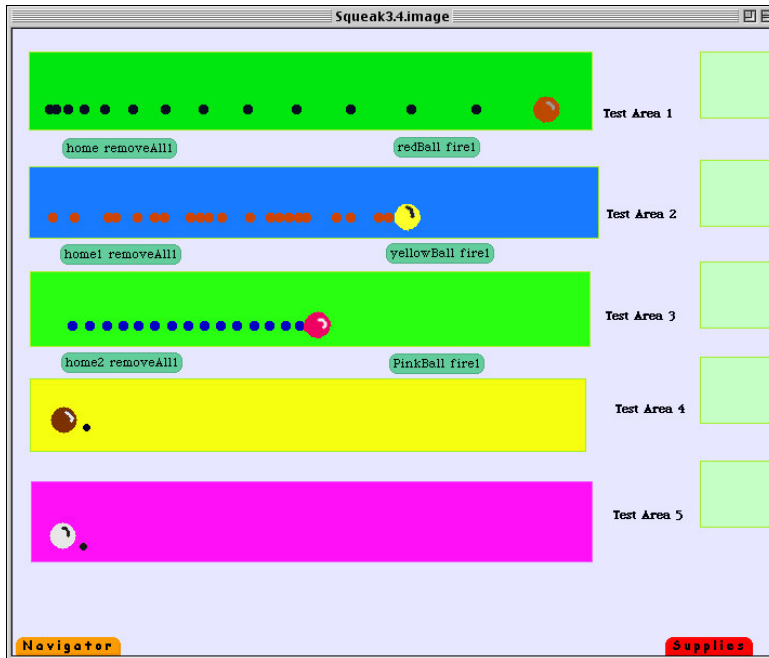 Squeak3.4.image
Test Area 1
home removeAll1
redBall fire1
Test Area 2
home1 removeAll1
yellowBall fire1
Test Area 3
home2 removeAll1
PinkBall fire1
Test Area 4
Test Area 5
Navigator
Supplies